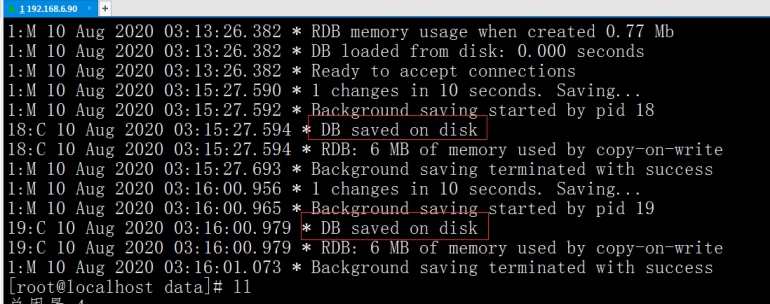 1 192.168.6.90
1:M 10 Aug 2020 03:13:26.382 * RDB memory usage when created 0.77 Mb
1:M 10 Aug 2020 03:13:26.382 * DB loaded from disk: 0.000 seconds
1:M 10 Aug 2020 03:13:26.382 * Ready to accept connections
1:M 10 Aug 2020 03:15:27.590 * 1 changes in 10 seconds. Saving...
1:M 10 Aug 2020 03:15:27.592 * Background saving started by pid 18
18:C 10 Aug 2020 03:15:27.594 * DB saved on disk
18:C 10 Aug 2020 03:15:27.594 * RDB: 6 MB of memory used by copy-on-write
1:M 10 Aug 2020 03:15:27.693 * Background saving terminated with success
1:M 10 Aug 2020 03:16:00.956 * 1 changes in 10 seconds. Saving...
1:M 10 Aug 2020 03:16:00.965 * Background saving started by pid 19
19:C 10 Aug 2020 03:16:00.979 * DB saved on disk
19:C 10 Aug 2020 03:16:00.979 * RDB: 6 MB of memory used by copy-on-write
1:M 10 Aug 2020 03:16:01.073 * Background saving terminated with success
[root@localhost data]# ll